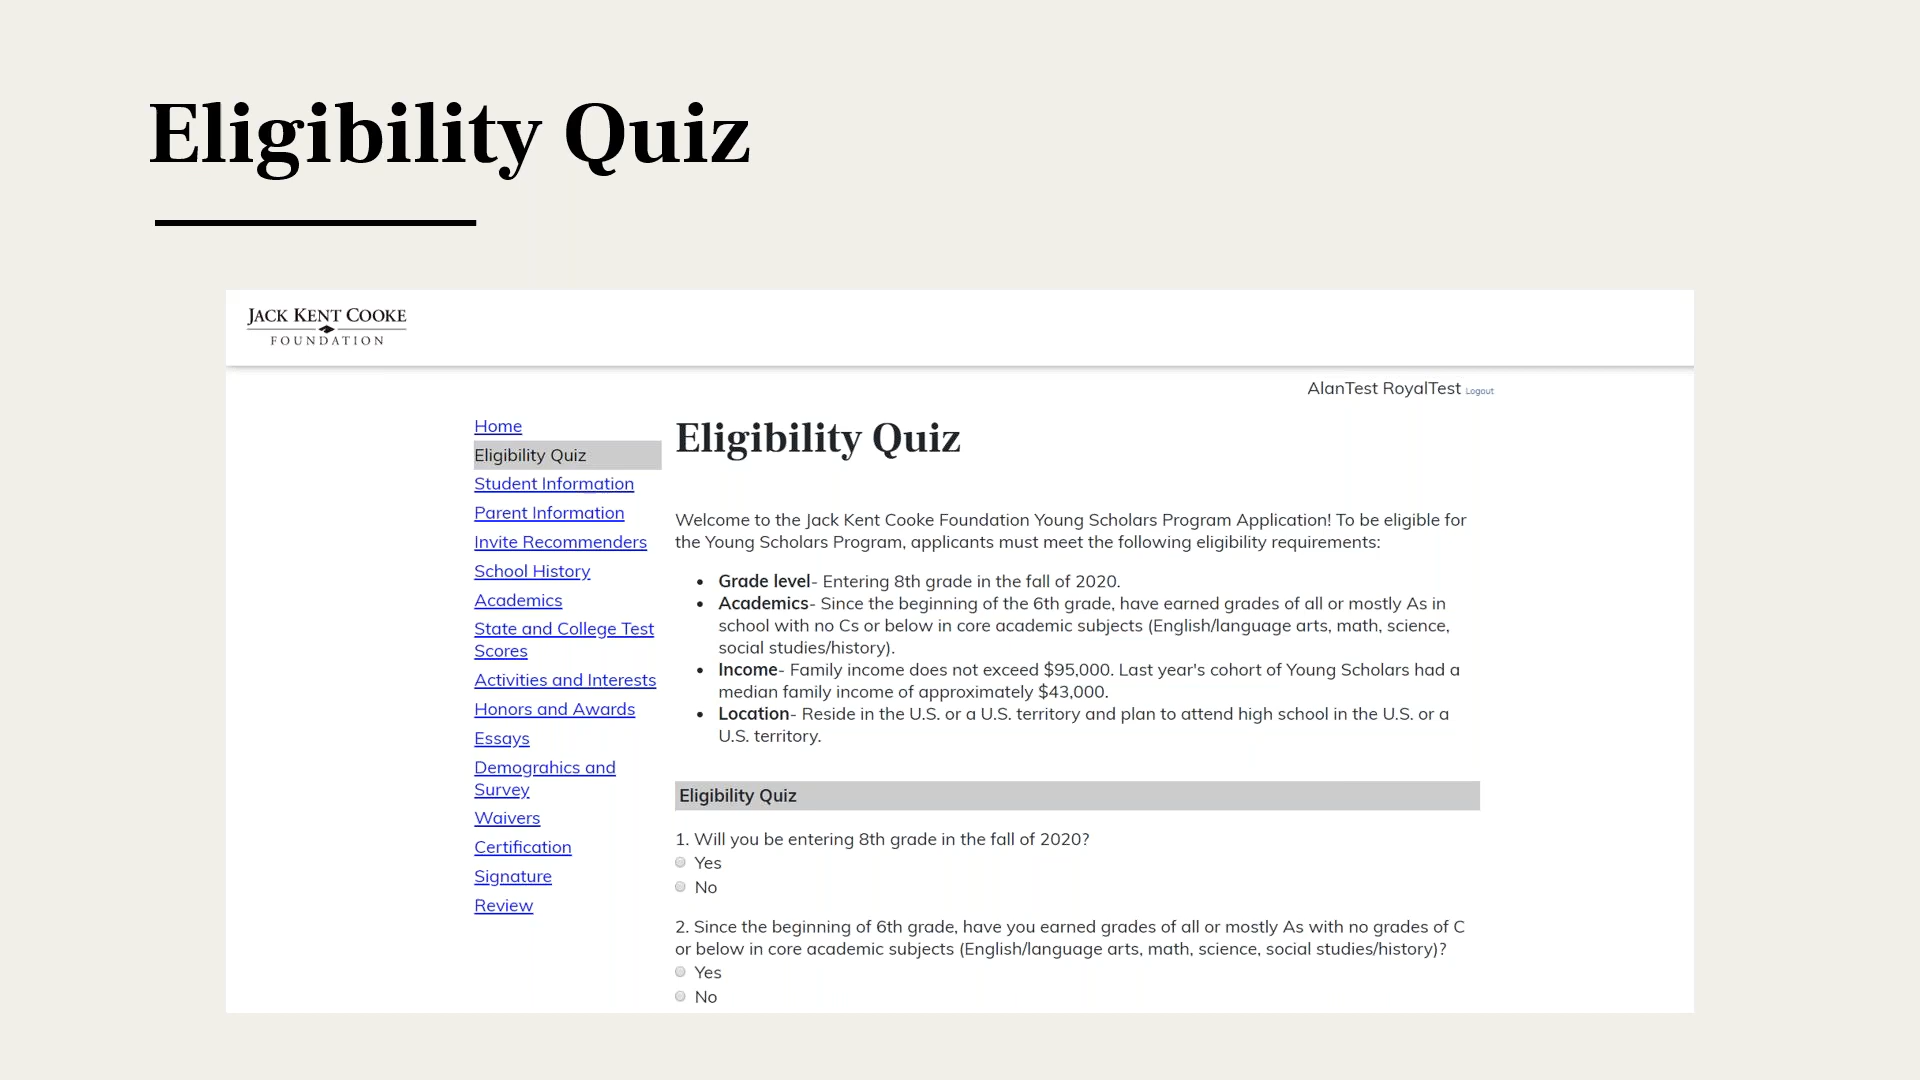 Eligibility Quiz
JACK KENT COOKE
FOUNDATION
AlanTest RoyalTest Logout
Home
Eligibility Quiz
Student Information
Parent Information
Invite Recommenders
School History
Academics
State and College Test
Scores
Activities and Interests
Honors and Awards
Essays
Demograhics and
Survey
Waivers
Certification
Signature
Review
Eligibility Quiz
Welcome to the Jack Kent Cooke Foundation Young Scholars Program Application! To be eligible for
the Young Scholars Program, applicants must meet the following eligibility requirements:
• Grade level- Entering 8th grade in the fall of 2020.
• Academics- Since the beginning of the 6th grade, have earned grades of all or mostly As in
school with no Cs or below in core academic subjects (English/language arts, math, science,
social studies/history).
• Income- Family income does not exceed $95,000. Last year's cohort of Young Scholars had a
median family income of approximately $43,000.
• Location- Reside in the U.S. or a U.S. territory and plan to attend high school in the U.S. or a
U.S. territory.
Eligibility Quiz
1. Will you be entering 8th grade in the fall of 2020?
Yes
No
2. Since the beginning of 6th grade, have you earned grades of all or mostly As with no grades of C
or below in core academic subjects (English/language arts, math, science, social studies/history)?
Yes
No